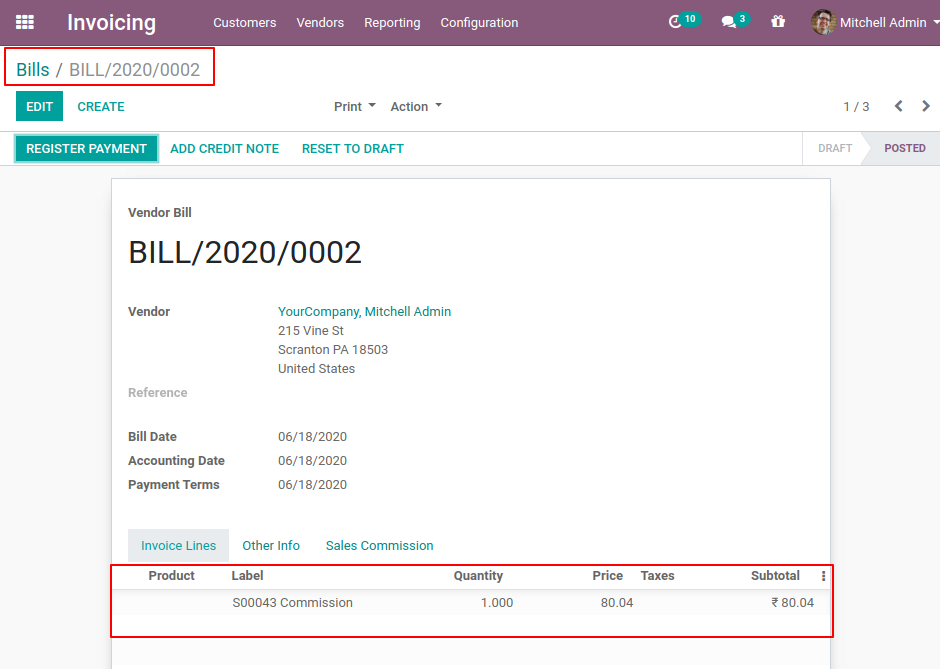 Invoicing Customers Vendors Reporting Configuration 10 3 Mitchell Admin
Bills / BILL/2020/0002
EDIT CREATE Print Action 1 / 3
REGISTER PAYMENT ADD CREDIT NOTE RESET TO DRAFT DRAFT POSTED
Vendor Bill
BILL/2020/0002
Vendor YourCompany, Mitchell Admin
215 Vine St
Scranton PA 18503
United States
Reference
Bill Date 06/18/2020
Accounting Date 06/18/2020
Payment Terms 06/18/2020
Invoice Lines Other Info Sales Commission
Product Label Quantity Price Taxes Subtotal
S00043 Commission 1.000 80.04 ₹ 80.04